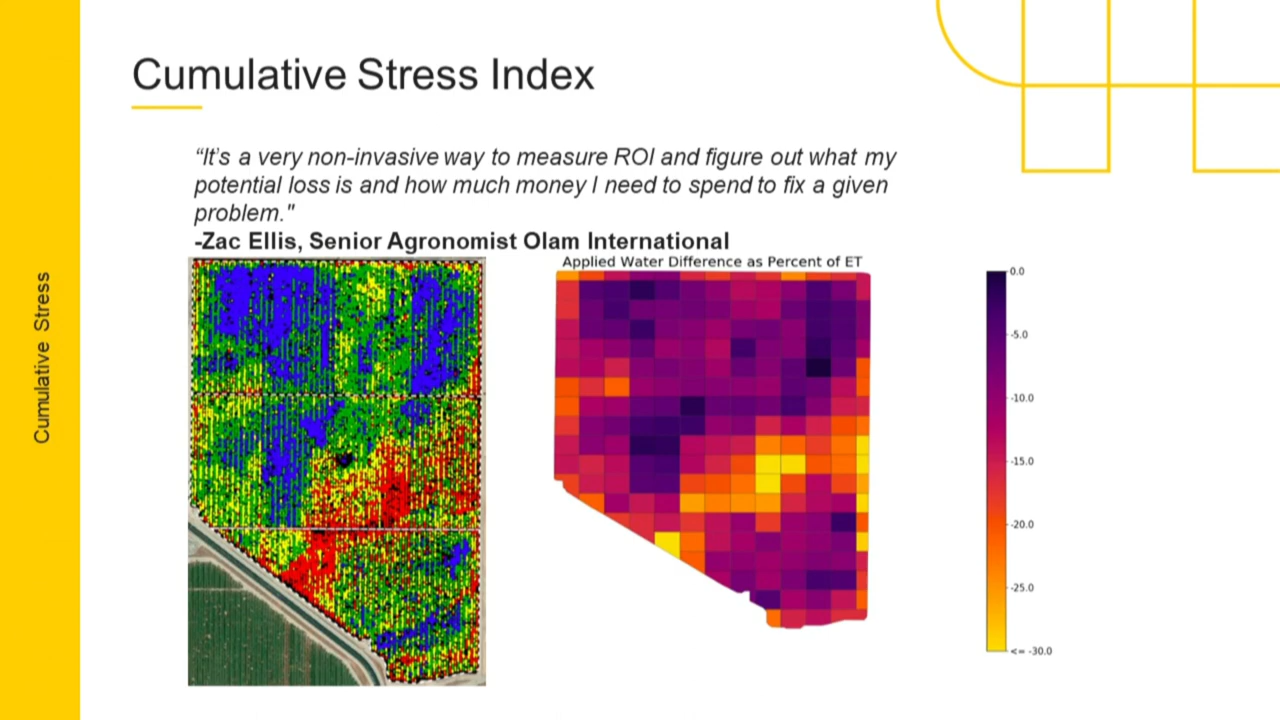 Cumulative Stress Index
“It's a very non-invasive way to measure ROI and figure out what my
potential loss is and how much money I need to spend to fix a given
problem."
-Zac Ellis, Senior Agronomist Olam International
Applied Water Difference as Percent of ET
0.0
-5.0
-10.0
-15.0
-20.0
-25.0
<= -30.0
Cumulative Stress